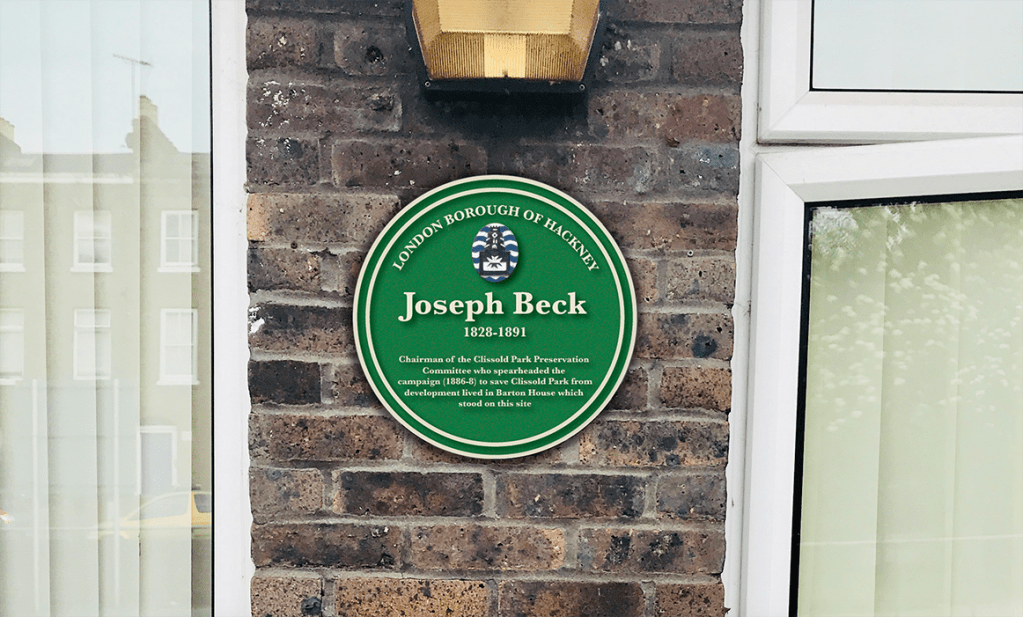 LONDON BOROUGH OF HACKNEY
Joseph Beck
1828-1891
Chairman of the Clissold Park Preservation
Committee who spearheaded the
campaign (1886-8) to save Clissold Park from
development lived in Barton House which
stood on this site